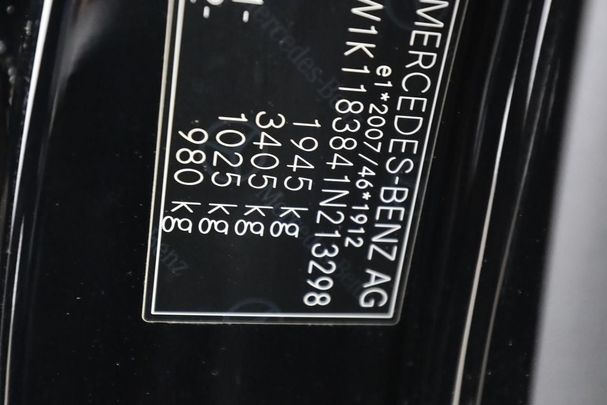 MERCEDES-BENZ AG
e1*2007/46*1912
W1K1183841N213298
1945 kg
3405 kg
1025 kg
980 kg